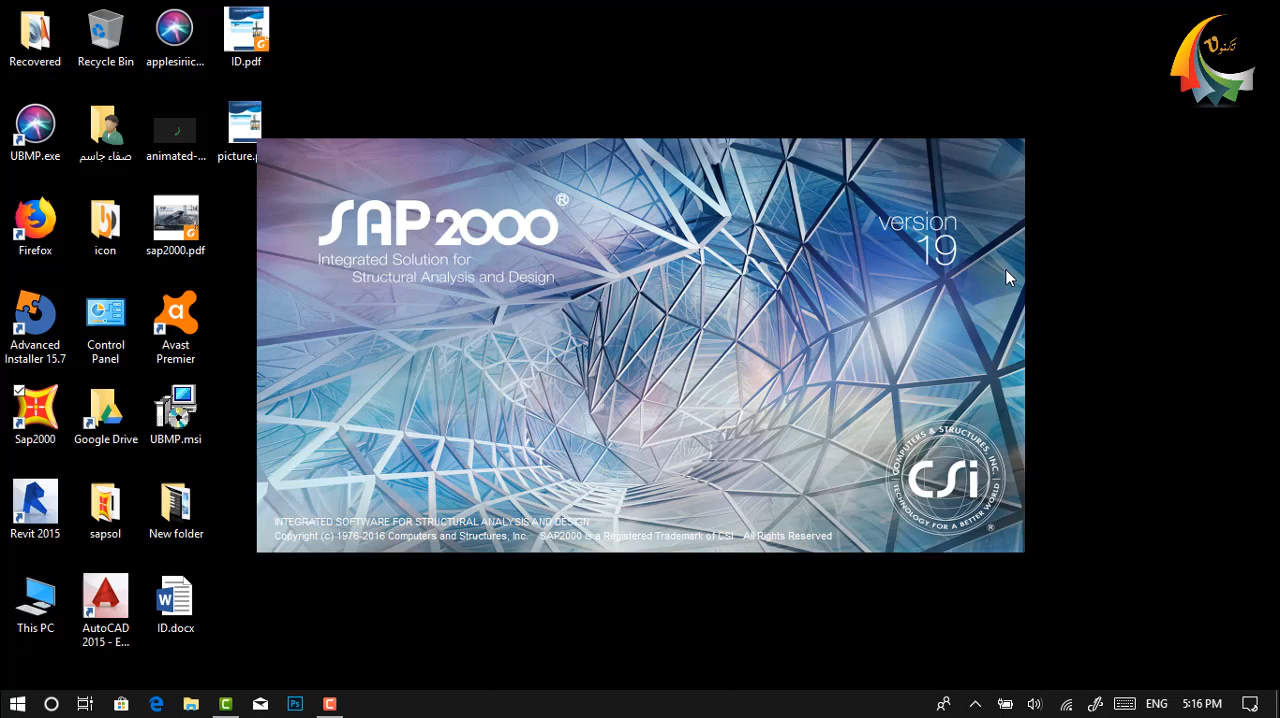 Recovered
Recycle Bin
applesiriic...
ID.pdf
UBMP.exe
صفاء جاسم
animated-...
picture.p
Firefox
icon
sap2000.pdf
Advanced
Installer 15.7
Control
Panel
Avast
Premier
Sap2000
Google Drive
UBMP.msi
Revit 2015
sapsol
New folder
This PC
AutoCAD
2015 - E...
ID.docx
SAP2000®
Integrated Solution for
Structural Analysis and Design
version
19
COMPUTERS & STRUCTURES, INC.
CSi
TECHNOLOGY FOR A BETTER WORLD
®
INTEGRATED SOFTWARE FOR STRUCTURAL ANALYSIS AND DESIGN
Copyright (c) 1976-2016 Computers and Structures, Inc. SAP2000 is a Registered Trademark of CSI All Rights Reserved
Ps
ENG
5:16 PM